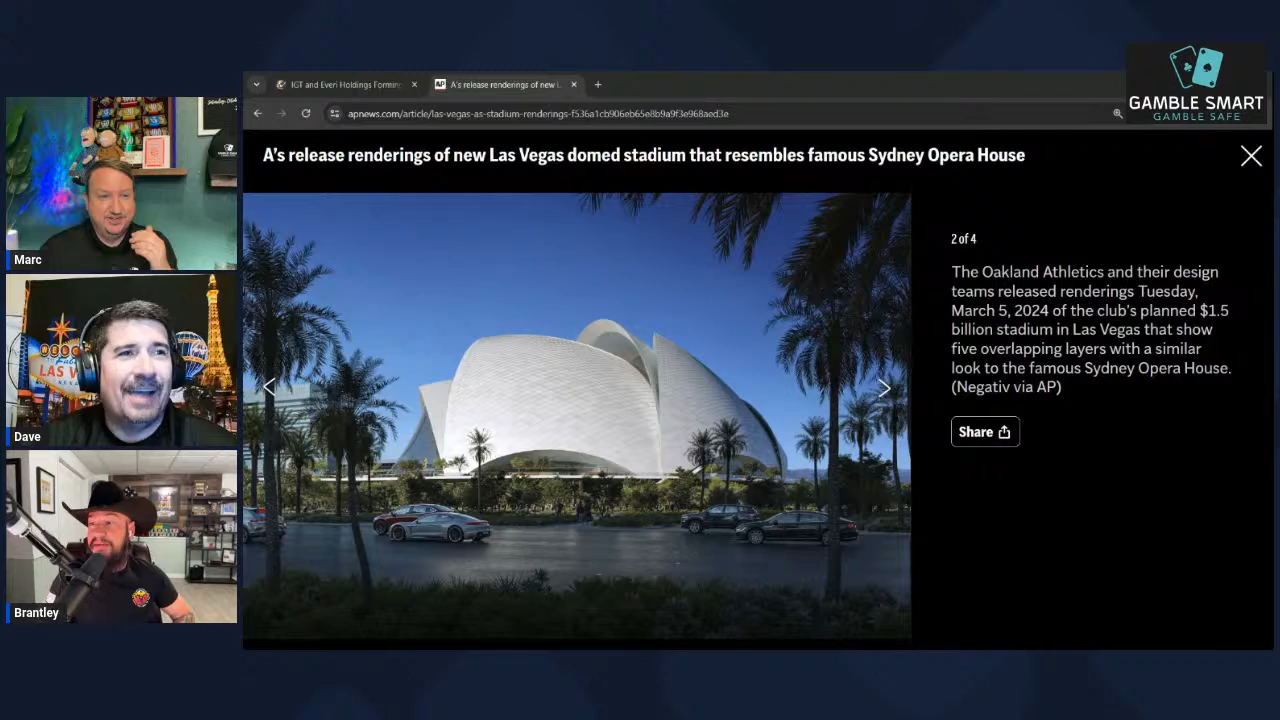 IGT and Everi Holdings Forming
A's release renderings of new L
apnews.com/article/las-vegas-as-stadium-renderings-f536a1cb906eb65e8b9a9f3e968aed3e
GAMBLE SMART
GAMBLE SAFE
A's release renderings of new Las Vegas domed stadium that resembles famous Sydney Opera House
2 of 4
The Oakland Athletics and their design
teams released renderings Tuesday,
March 5, 2024 of the club's planned $1.5
billion stadium in Las Vegas that show
five overlapping layers with a similar
look to the famous Sydney Opera House.
(Negativ via AP)
Share
Marc
LAS V
Dave
Brantley